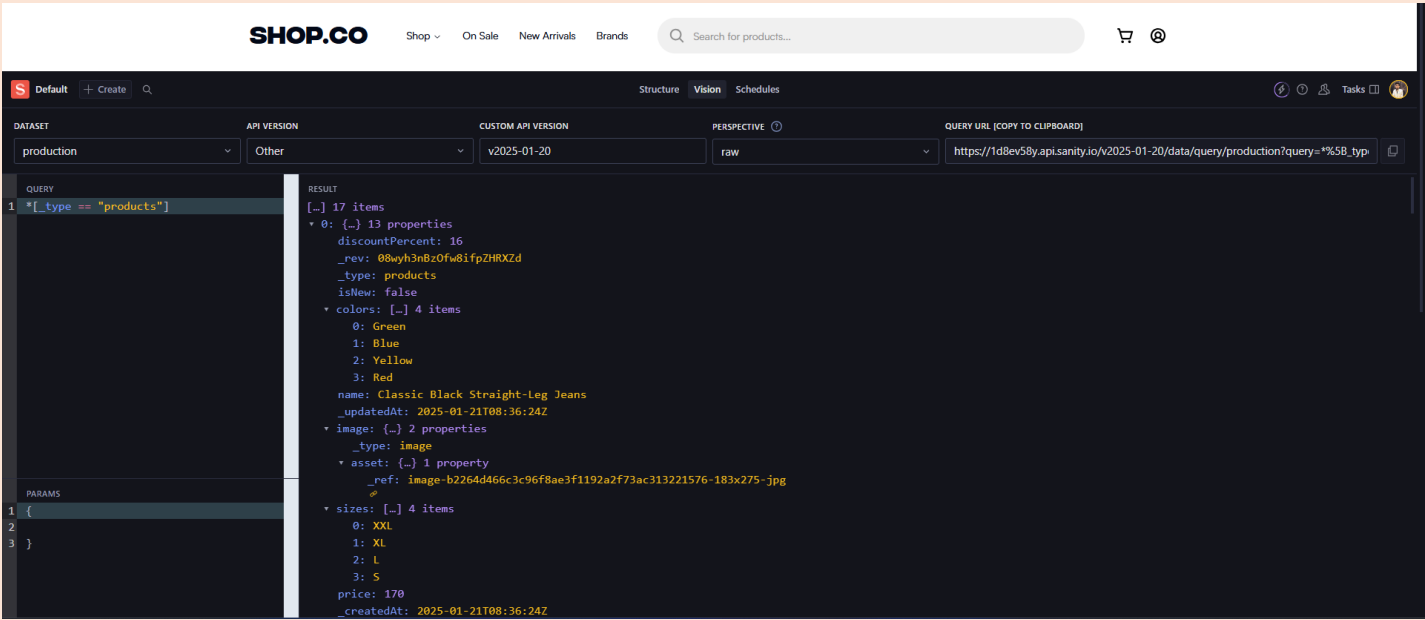 SHOP.CO Shop On Sale New Arrivals Brands Search for products...
S Default + Create Structure Vision Schedules Tasks
DATASET API VERSION CUSTOM API VERSION PERSPECTIVE QUERY URL [COPY TO CLIPBOARD]
production Other v2025-01-20 raw https://1d8ev58y.api.sanity.io/v2025-01-20/data/query/production?query=*%5B_typ
QUERY
1 *[_type == "products"]
PARAMS
1 {
2
3 }
RESULT
[…] 17 items
0: {…} 13 properties
discountPercent: 16
_rev: 08wyh3nBzOfw8ifpZHRXZd
_type: products
isNew: false
colors: […] 4 items
0: Green
1: Blue
2: Yellow
3: Red
name: Classic Black Straight-Leg Jeans
_updatedAt: 2025-01-21T08:36:24Z
image: {…} 2 properties
_type: image
asset: {…} 1 property
_ref: image-b2264d466c3c96f8ae3f1192a2f73ac313221576-183x275-jpg
sizes: […] 4 items
0: XXL
1: XL
2: L
3: S
price: 170
_createdAt: 2025-01-21T08:36:24Z